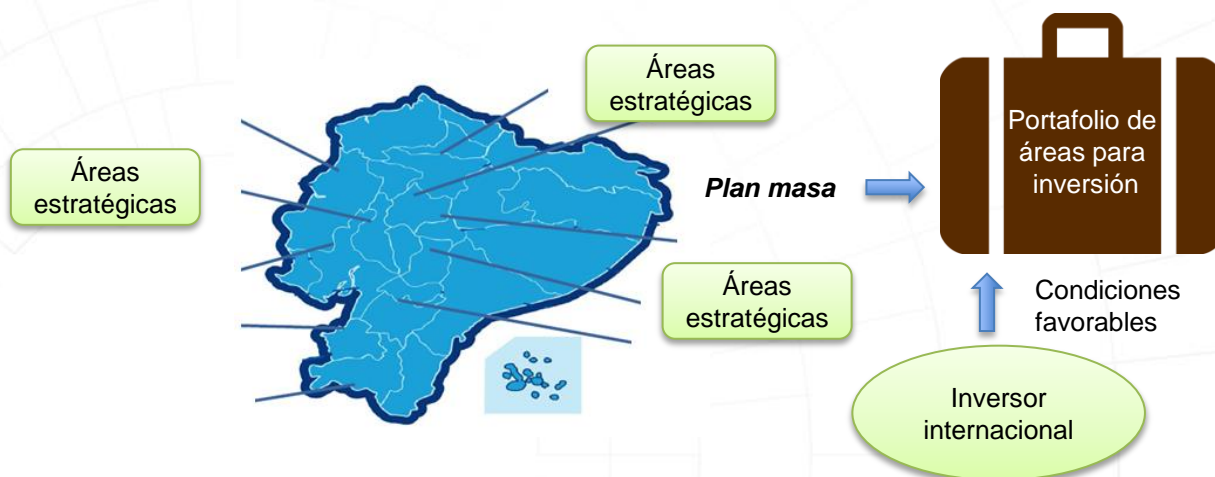 Áreas
estratégicas
Áreas
estratégicas
Plan masa
Portafolio de
áreas para
inversión
Áreas
estratégicas
Condiciones
favorables
Inversor
internacional